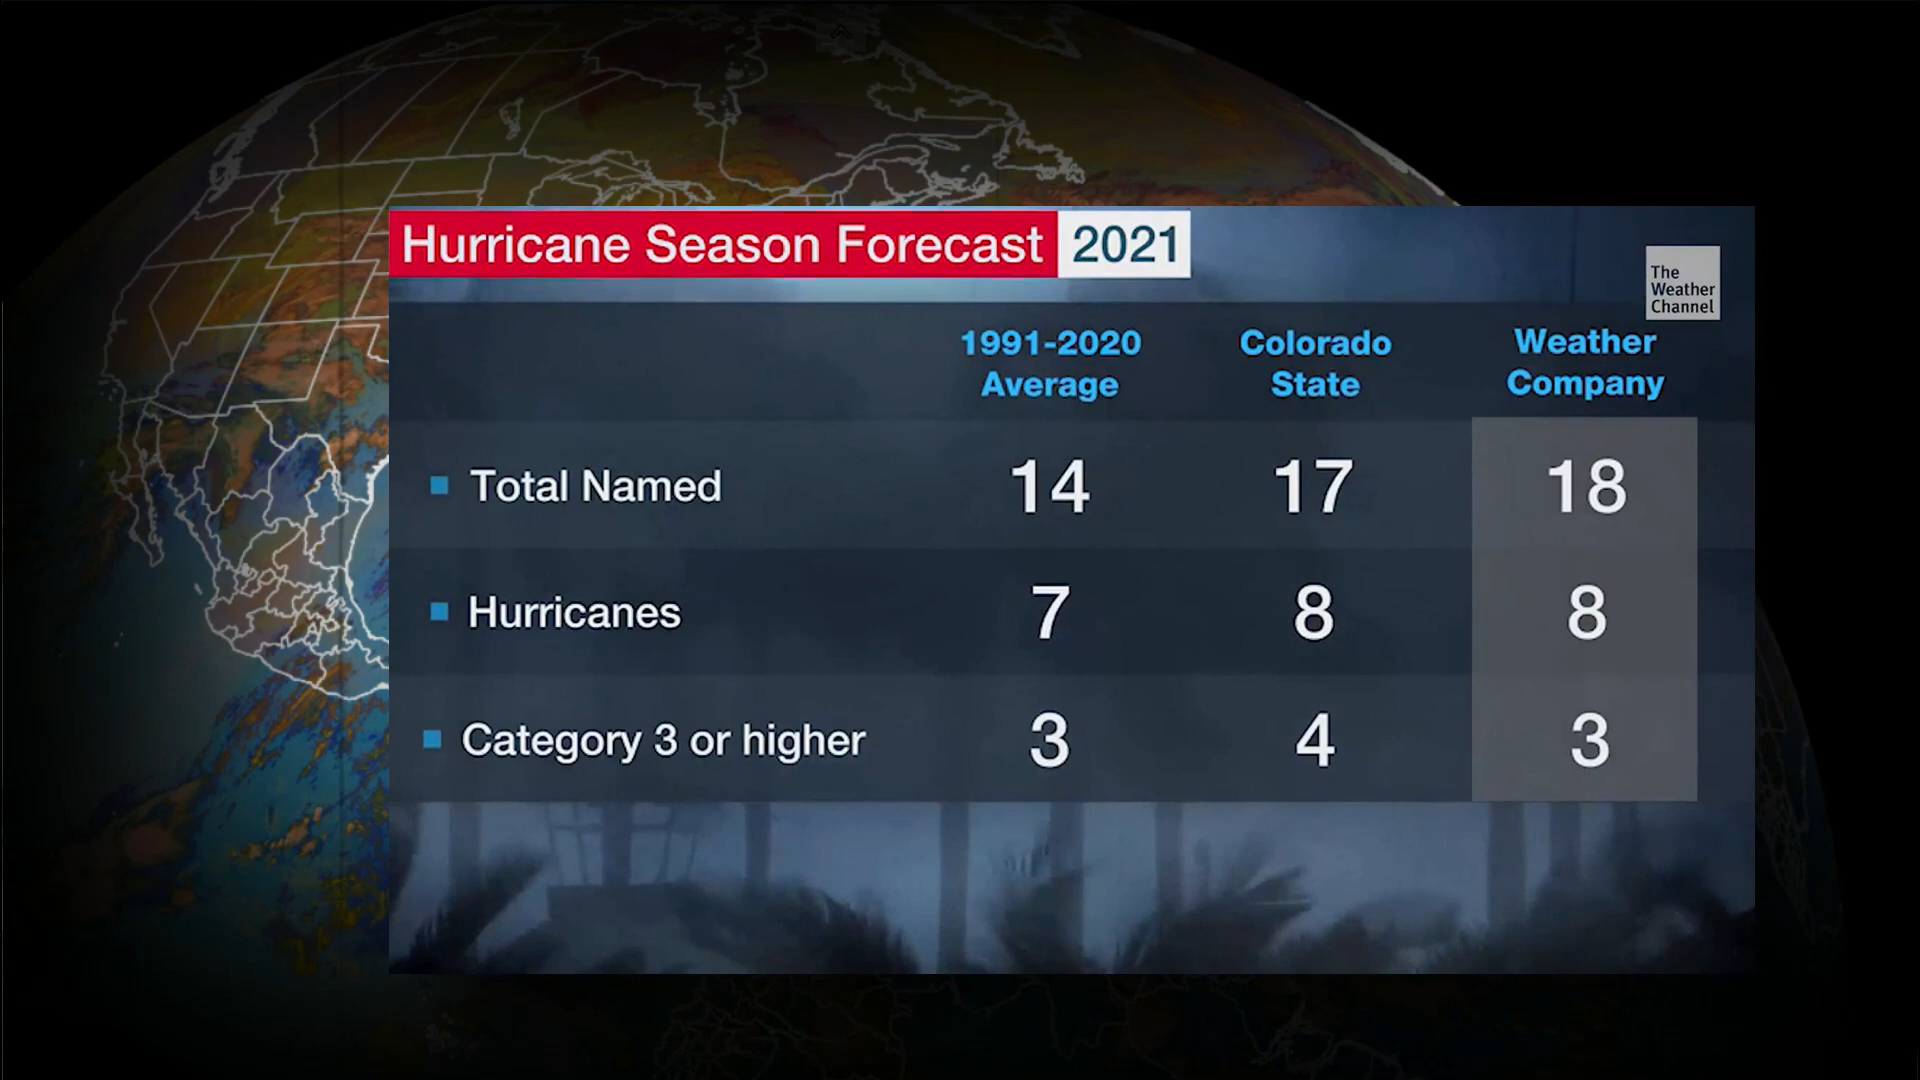 Hurricane Season Forecast 2021
The
Weather
Channel
1991-2020 Average
Colorado State
Weather Company
Total Named 14 17 18
Hurricanes 7 8 8
Category 3 or higher 3 4 3